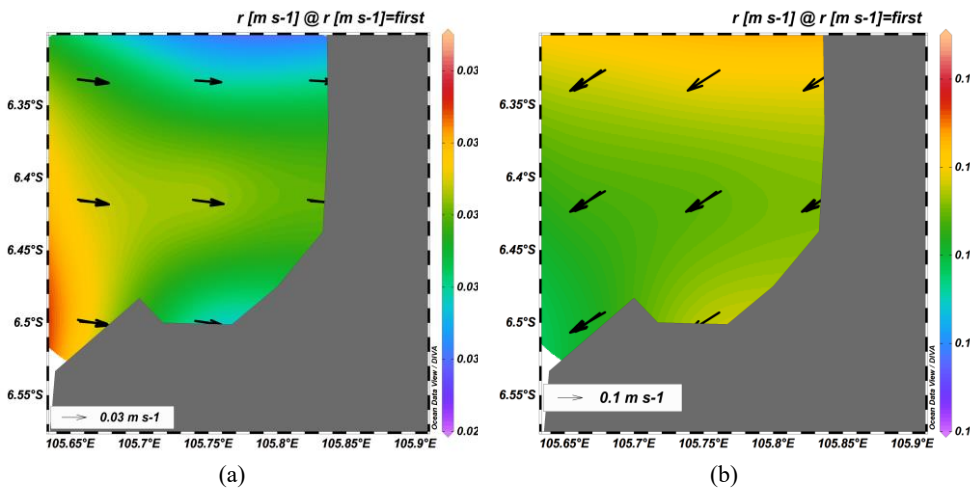 r [m s-1] @ r [m s-1]=first
6.35°S
6.4°S
6.45°S
6.5°S
6.55°S
105.65°E 105.7°E 105.75°E 105.8°E 105.85°E 105.9°E
0.03 m s-1
0.03
0.03
0.03
0.03
0.03
0.02
Ocean Data View / DIVA
(a)
r [m s-1] @ r [m s-1]=first
6.35°S
6.4°S
6.45°S
6.5°S
6.55°S
105.65°E 105.7°E 105.75°E 105.8°E 105.85°E 105.9°E
0.1 m s-1
0.1
0.1
0.1
0.1
0.1
0.1
Ocean Data View / DIVA
(b)